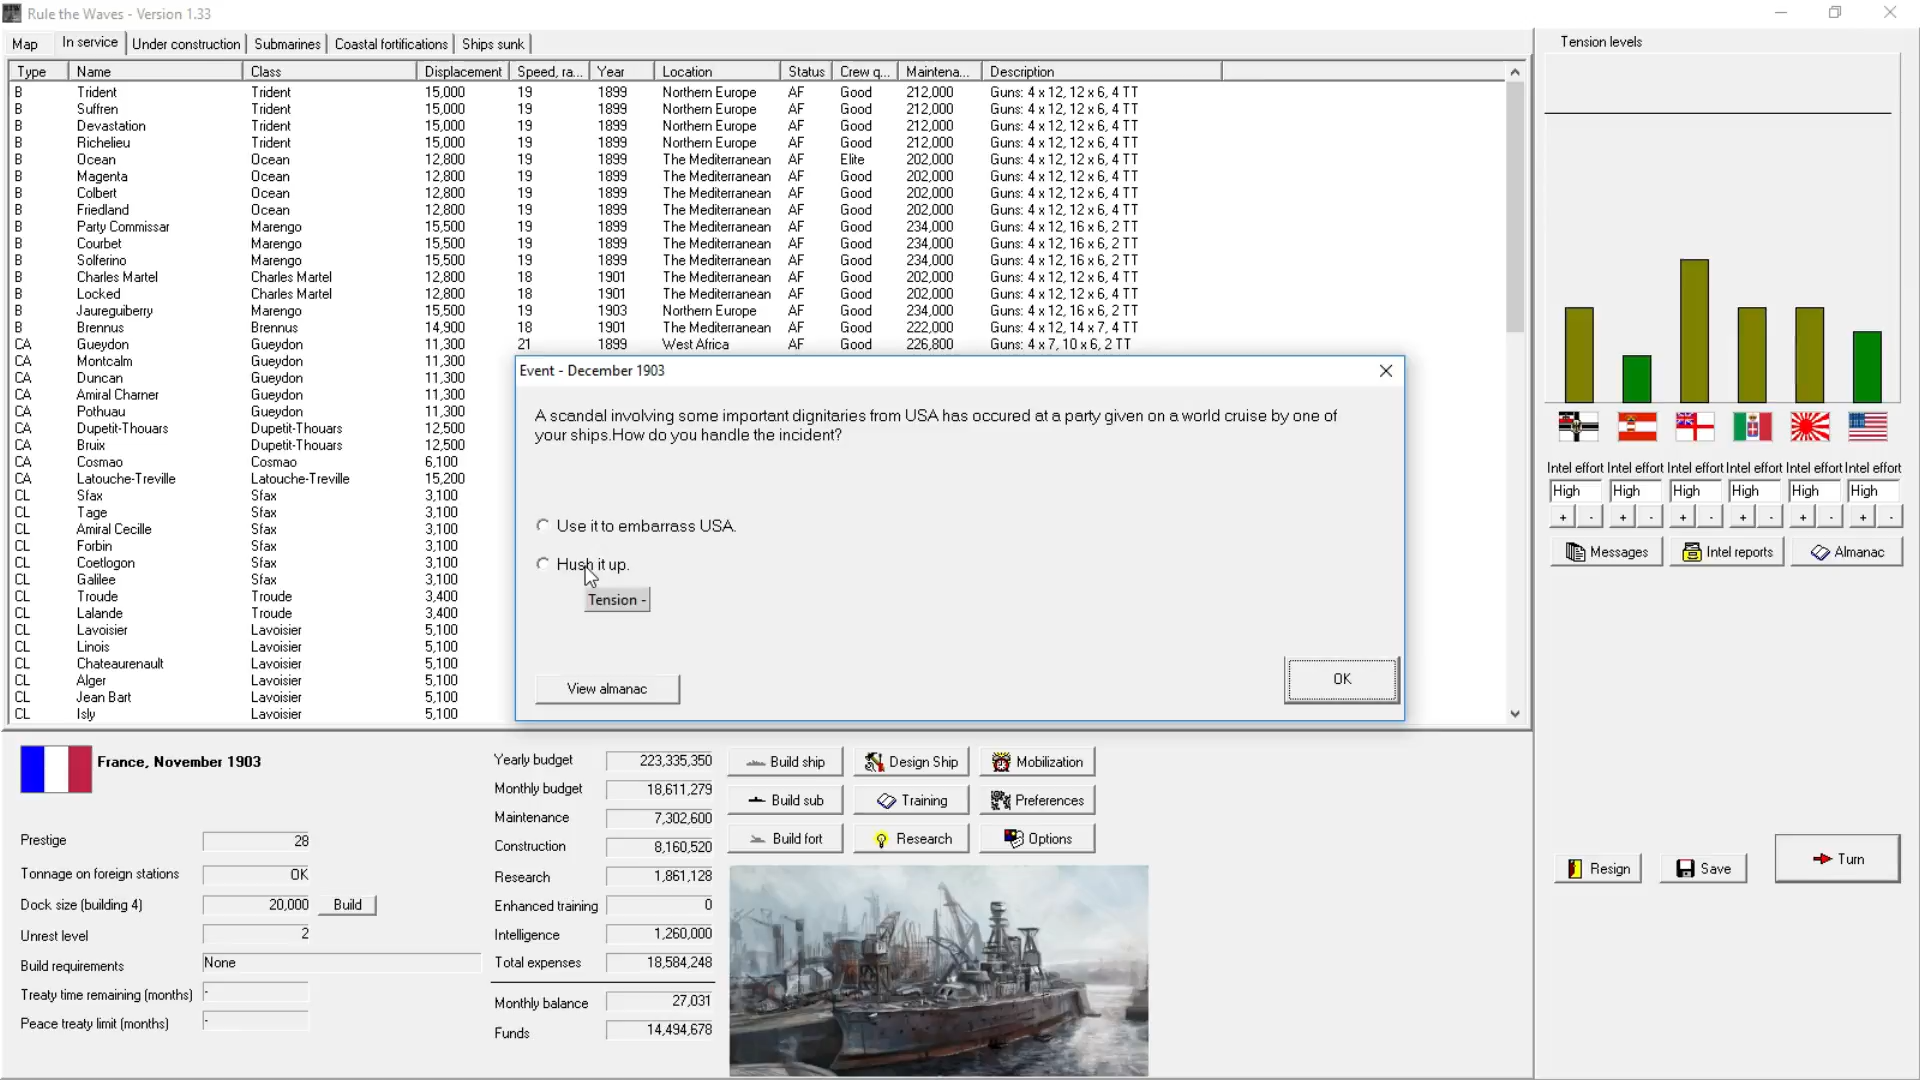 Rule the Waves - Version 1.33
Map In service Under construction Submarines Coastal fortifications Ships sunk
Type Name Class Displacement Speed, ra... Year Location Status Crew q... Maintena... Description
B Trident Trident 15,000 19 1899 Northern Europe AF Good 212,000 Guns: 4 x 12, 12 x 6, 4 TT
B Suffren Trident 15,000 19 1899 Northern Europe AF Good 212,000 Guns: 4 x 12, 12 x 6, 4 TT
B Devastation Trident 15,000 19 1899 Northern Europe AF Good 212,000 Guns: 4 x 12, 12 x 6, 4 TT
B Richelieu Trident 15,000 19 1899 Northern Europe AF Good 212,000 Guns: 4 x 12, 12 x 6, 4 TT
B Ocean Ocean 12,800 19 1899 The Mediterranean AF Elite 202,000 Guns: 4 x 12, 12 x 6, 4 TT
B Magenta Ocean 12,800 19 1899 The Mediterranean AF Good 202,000 Guns: 4 x 12, 12 x 6, 4 TT
B Colbert Ocean 12,800 19 1899 The Mediterranean AF Good 202,000 Guns: 4 x 12, 12 x 6, 4 TT
B Friedland Ocean 12,800 19 1899 The Mediterranean AF Good 202,000 Guns: 4 x 12, 12 x 6, 4 TT
B Party Commissar Marengo 15,500 19 1899 The Mediterranean AF Good 234,000 Guns: 4 x 12, 16 x 6, 2 TT
B Courbet Marengo 15,500 19 1899 The Mediterranean AF Good 234,000 Guns: 4 x 12, 16 x 6, 2 TT
B Solferino Marengo 15,500 19 1899 The Mediterranean AF Good 234,000 Guns: 4 x 12, 16 x 6, 2 TT
B Charles Martel Charles Martel 12,800 18 1901 The Mediterranean AF Good 202,000 Guns: 4 x 12, 12 x 6, 4 TT
B Locked Charles Martel 12,800 18 1901 The Mediterranean AF Good 202,000 Guns: 4 x 12, 12 x 6, 4 TT
B Jaureguiberry Marengo 15,500 19 1903 Northern Europe AF Good 234,000 Guns: 4 x 12, 16 x 6, 2 TT
B Brennus Brennus 14,900 18 1901 The Mediterranean AF Good 222,000 Guns: 4 x 12, 14 x 7, 4 TT
CA Gueydon Gueydon 11,300 21 1899 West Africa AF Good 226,800 Guns: 4 x 7, 10 x 6, 2 TT
CA Montcalm Gueydon 11,300
CA Duncan Gueydon 11,300
CA Amiral Charner Gueydon 11,300
CA Pothuau Gueydon 11,300
CA Dupetit-Thouars Dupetit-Thouars 12,500
CA Bruix Dupetit-Thouars 12,500
CA Cosmao Cosmao 6,100
CA Latouche-Treville Latouche-Treville 15,200
CL Sfax Sfax 3,100
CL Tage Sfax 3,100
CL Amiral Cecille Sfax 3,100
CL Forbin Sfax 3,100
CL Coetlogon Sfax 3,100
CL Galilee Sfax 3,100
CL Troude Troude 3,400
CL Lalande Troude 3,400
CL Lavoisier Lavoisier 5,100
CL Linois Lavoisier 5,100
CL Chateaurenault Lavoisier 5,100
CL Alger Lavoisier 5,100
CL Jean Bart Lavoisier 5,100
CL Isly Lavoisier 5,100
Event - December 1903
A scandal involving some important dignitaries from USA has occured at a party given on a world cruise by one of
your ships.How do you handle the incident?
Use it to embarrass USA.
Hush it up.
Tension -
View almanac
OK
Tension levels
Intel effort Intel effort Intel effort Intel effort Intel effort Intel effort
High High High High High High
+ - + - + - + - + - + -
Messages Intel reports Almanac
France, November 1903
Prestige 28
Tonnage on foreign stations OK
Dock size (building 4) 20,000 Build
Unrest level 2
Build requirements None
Treaty time remaining (months) -
Peace treaty limit (months) -
Yearly budget 223,335,350
Monthly budget 18,611,279
Maintenance 7,302,600
Construction 8,160,520
Research 1,861,128
Enhanced training 0
Intelligence 1,260,000
Total expenses 18,584,248
Monthly balance 27,031
Funds 14,494,678
Build ship Design Ship Mobilization
Build sub Training Preferences
Build fort Research Options
Resign Save Turn